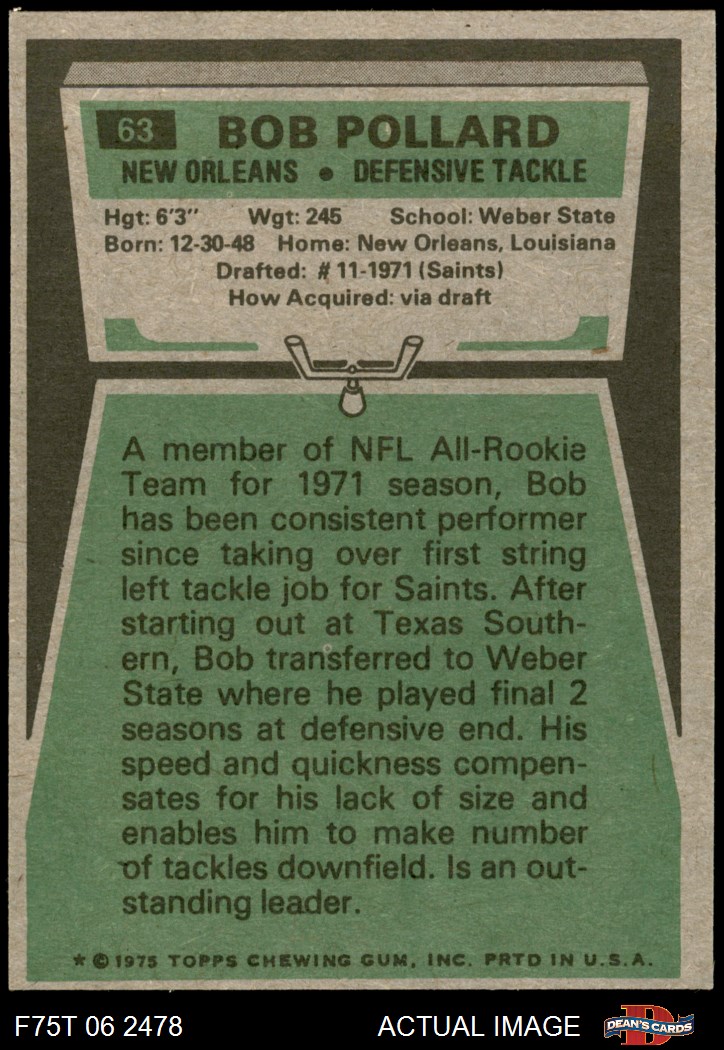 63 BOB POLLARD
NEW ORLEANS • DEFENSIVE TACKLE
Hgt: 6'3" Wgt: 245 School: Weber State
Born: 12-30-48 Home: New Orleans, Louisiana
Drafted: #11-1971 (Saints)
How Acquired: via draft
A member of NFL All-Rookie
Team for 1971 season, Bob
has been consistent performer
since taking over first string
left tackle job for Saints. After
starting out at Texas South-
ern, Bob transferred to Weber
State where he played final 2
seasons at defensive end. His
speed and quickness compen-
sates for his lack of size and
enables him to make number
of tackles downfield. Is an out-
standing leader.
* © 1975 TOPPS CHEWING GUM, INC. PRTD IN U.S.A.
F75T 06 2478 ACTUAL IMAGE D DEAN'S CARDS